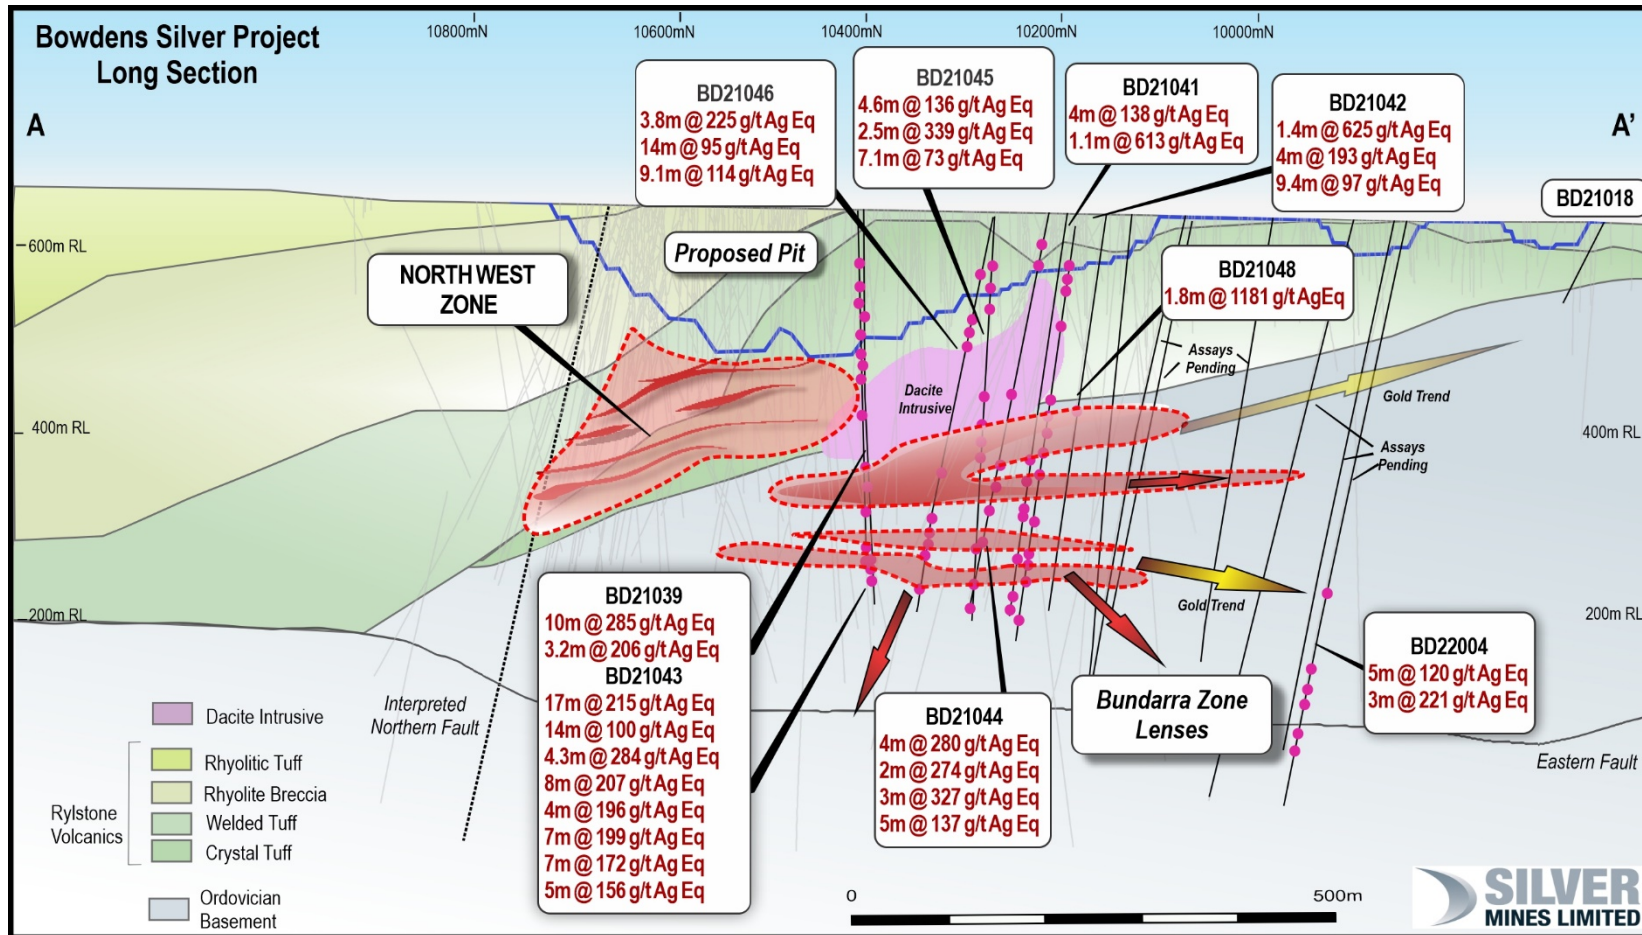 Bowdens Silver Project
Long Section
10800mN
10600mN
10400mN
10200mN
10000mN
A
A'
BD21046
3.8m @ 225 g/t Ag Eq
14m @ 95 g/t Ag Eq
9.1m @ 114 g/t Ag Eq
BD21045
4.6m @ 136 g/t Ag Eq
2.5m @ 339 g/t Ag Eq
7.1m @ 73 g/t Ag Eq
BD21041
4m @ 138 g/t Ag Eq
1.1m @ 613 g/t Ag Eq
BD21042
1.4m @ 625 g/t Ag Eq
4m @ 193 g/t Ag Eq
9.4m @ 97 g/t Ag Eq
BD21018
600m RL
Proposed Pit
NORTH WEST
ZONE
BD21048
1.8m @ 1181 g/t AgEq
Assays
Pending
Dacite
Intrusive
Gold Trend
400m RL
400m RL
Assays
Pending
BD21039
10m @ 285 g/t Ag Eq
3.2m @ 206 g/t Ag Eq
BD21043
17m @ 215 g/t Ag Eq
14m @ 100 g/t Ag Eq
4.3m @ 284 g/t Ag Eq
8m @ 207 g/t Ag Eq
4m @ 196 g/t Ag Eq
7m @ 199 g/t Ag Eq
7m @ 172 g/t Ag Eq
5m @ 156 g/t Ag Eq
Gold Trend
200m RL
200m RL
BD22004
5m @ 120 g/t Ag Eq
3m @ 221 g/t Ag Eq
BD21044
4m @ 280 g/t Ag Eq
2m @ 274 g/t Ag Eq
3m @ 327 g/t Ag Eq
5m @ 137 g/t Ag Eq
Bundarra Zone
Lenses
Interpreted
Northern Fault
Eastern Fault
Dacite Intrusive
Rylstone
Volcanics
Rhyolitic Tuff
Rhyolite Breccia
Welded Tuff
Crystal Tuff
Ordovician
Basement
0
500m
SILVER
MINES LIMITED